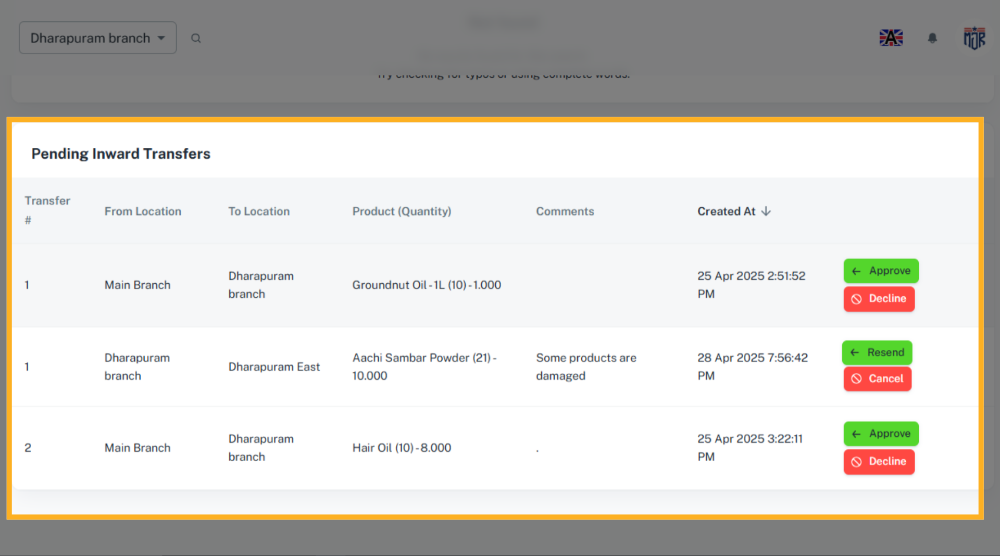 Dharapuram branch
A
MJR
Try checking for typos or using complete words.
Pending Inward Transfers
Transfer
#
From Location
To Location
Product (Quantity)
Comments
Created At
1
Main Branch
Dharapuram
branch
Groundnut Oil - 1L (10) - 1.000
25 Apr 2025 2:51:52
PM
Approve
Decline
1
Dharapuram
branch
Dharapuram East
Aachi Sambar Powder (21) -
10.000
Some products are
damaged
28 Apr 2025 7:56:42
PM
Resend
Cancel
2
Main Branch
Dharapuram
branch
Hair Oil (10) - 8.000
.
25 Apr 2025 3:22:11
PM
Approve
Decline